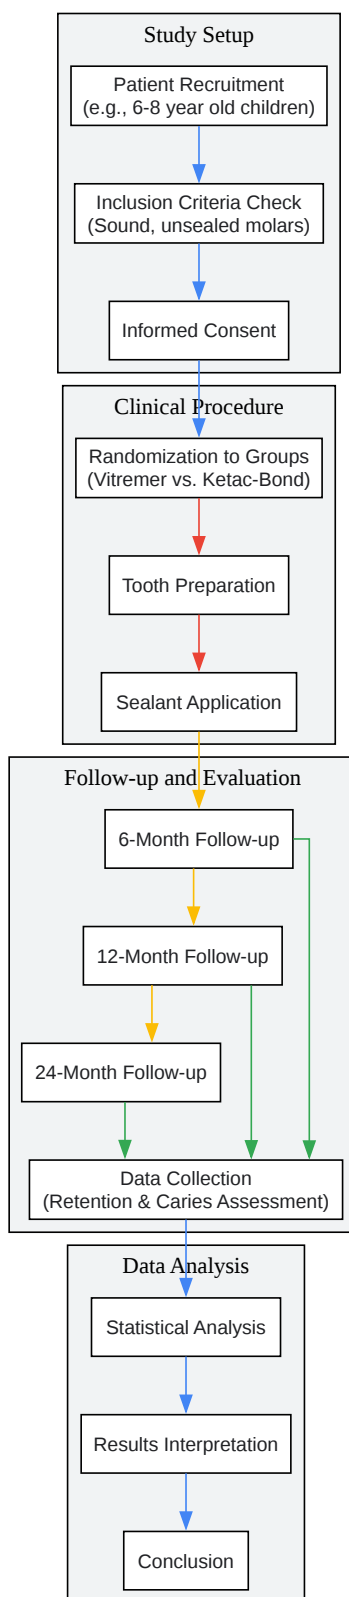 Study Setup
Patient Recruitment
(e.g., 6-8 year old children)
Inclusion Criteria Check
(Sound, unsealed molars)
Informed Consent
Clinical Procedure
Randomization to Groups
(Vitremer vs. Ketac-Bond)
Tooth Preparation
Sealant Application
Follow-up and Evaluation
6-Month Follow-up
12-Month Follow-up
24-Month Follow-up
Data Collection
(Retention & Caries Assessment)
Data Analysis
Statistical Analysis
Results Interpretation
Conclusion